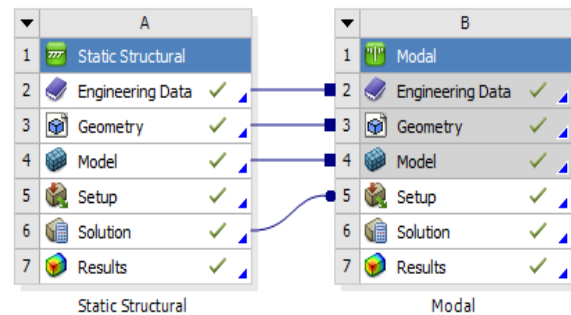 A
1 Static Structural
2 Engineering Data
3 Geometry
4 Model
5 Setup
6 Solution
7 Results
Static Structural
B
1 Modal
2 Engineering Data
3 Geometry
4 Model
5 Setup
6 Solution
7 Results
Modal